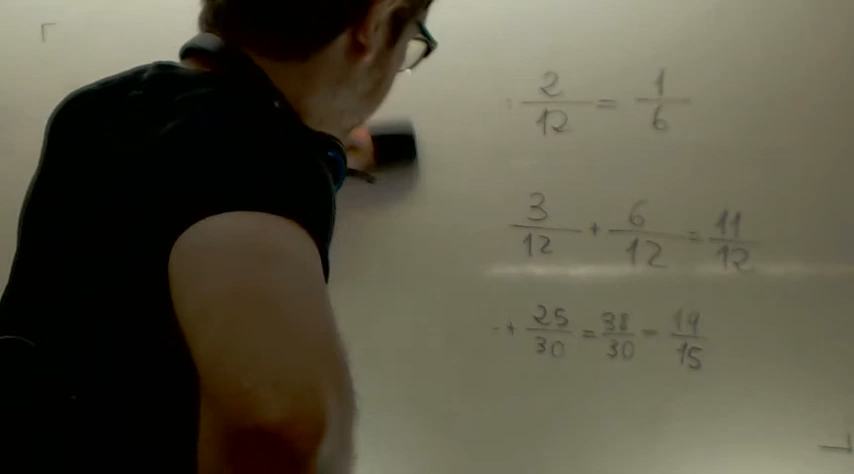 2/12 = 1/6
3/12 + 6/12 = 11/12
+ 25/30 = 38/30 = 19/15